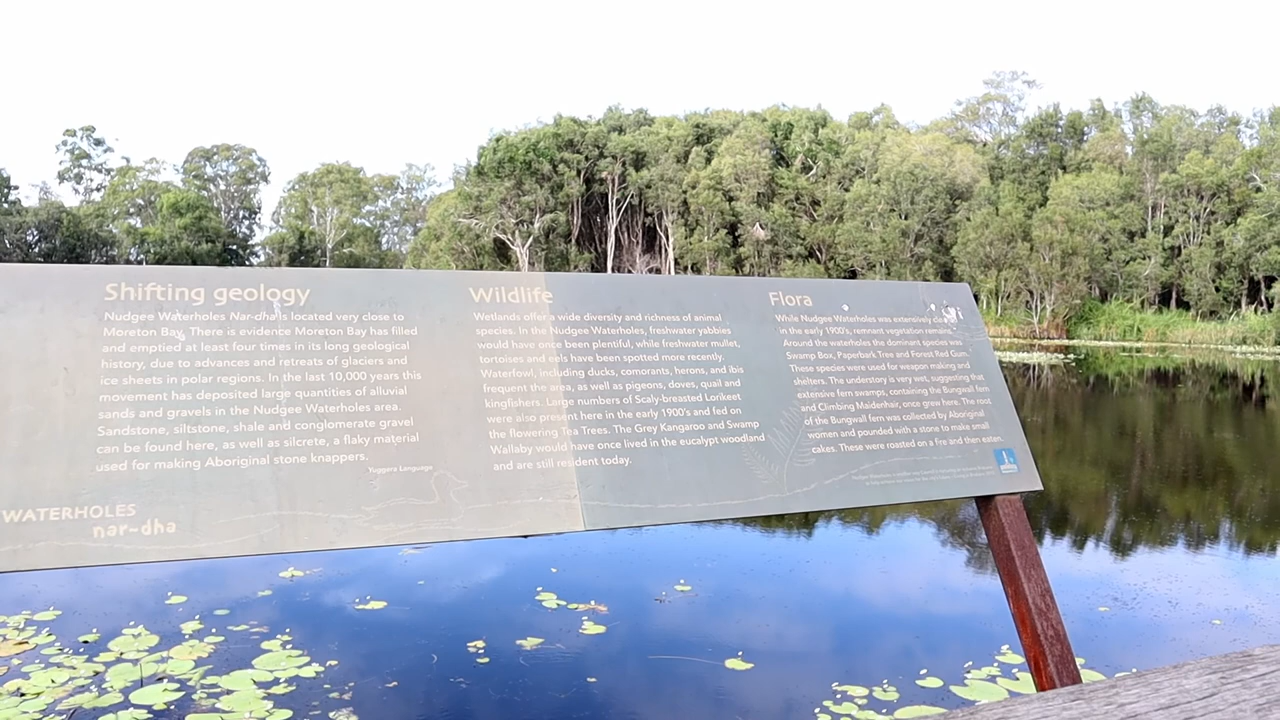 Shifting geology
Nudgee Waterholes Nar-dha is located very close to
Moreton Bay. There is evidence Moreton Bay has filled
and emptied at least four times in its long geological
history, due to advances and retreats of glaciers and
ice sheets in polar regions. In the last 10,000 years this
movement has deposited large quantities of alluvial
sands and gravels in the Nudgee Waterholes area.
Sandstone, siltstone, shale and conglomerate gravel
can be found here, as well as silcrete, a flaky material
used for making Aboriginal stone knappers.
Yuggera Language
WATERHOLES
nar-dha
Wildlife
Wetlands offer a wide diversity and richness of animal
species. In the Nudgee Waterholes, freshwater yabbies
would have once been plentiful, while freshwater mullet,
tortoises and eels have been spotted more recently.
Waterfowl, including ducks, comorants, herons, and ibis
frequent the area, as well as pigeons, doves, quail and
kingfishers. Large numbers of Scaly-breasted Lorikeet
were also present here in the early 1900's and fed on
the flowering Tea Trees. The Grey Kangaroo and Swamp
Wallaby would have once lived in the eucalypt woodland
and are still resident today.
Flora
While Nudgee Waterholes was extensively
in the early 1900's, remnant vegetation remains.
Around the waterholes the dominant species was
Swamp Box, Paperbark Tree and Forest Red Gum.
These species were used for weapon making and
shelters. The understory is very wet, suggesting that
extensive fern swamps, containing the Bungwall fern
and Climbing Maidenhair, once grew here. The root
of the Bungwall fern was collected by Aboriginal
women and pounded with a stone to make small
cakes. These were roasted on a fire and then eaten.